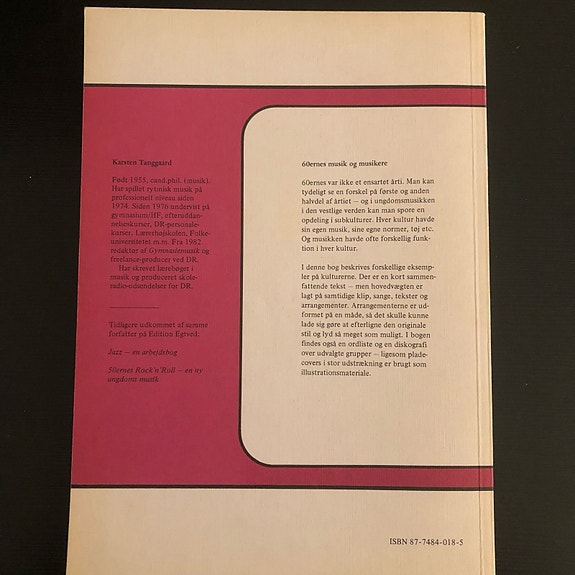 Karsten Tanggaard
Født 1955, cand.phil. (musik).
Har spillet rytmisk musik på
professionelt niveau siden
1974. Siden 1976 undervist på
gymnasium/HF, efteruddan-
nelseskurser, DR-personale-
kurser, Lærerhøjskolen, Folke-
universitetet m.m. Fra 1982
redaktør af Gymnasiemusik og
freelance-producer ved DR.
Har skrevet lærebøger i
musik og produceret skole-
radio-udsendelser for DR.
Tidligere udkommet af samme
forfatter på Edition Egtved:
Jazz – en arbejdsbog
50ernes Rock'n'Roll – en ny
ungdoms musik
60ernes musik og musikere
60ernes var ikke et ensartet årti. Man kan
tydeligt se en forskel på første og anden
halvdel af årtiet – og i ungdomsmusikken
i den vestlige verden kan man spore en
opdeling i subkulturer. Hver kultur havde
sin egen musik, sine egne normer, tøj etc.
Og musikken havde ofte forskellig funk-
tion i hver kultur.
I denne bog beskrives forskellige eksemp-
ler på kulturerne. Der er en kort sammen-
fattende tekst – men hovedvægten er
lagt på samtidige klip, sange, tekster og
arrangementer. Arrangementerne er ud-
formet på en måde, så det skulle kunne
lade sig gøre at efterligne den originale
stil og lyd så meget som muligt. I bogen
findes også en ordliste og en diskografi
over udvalgte grupper – ligesom plade-
covers i stor udstrækning er brugt som
illustrationsmateriale.
ISBN 87-7484-018-5